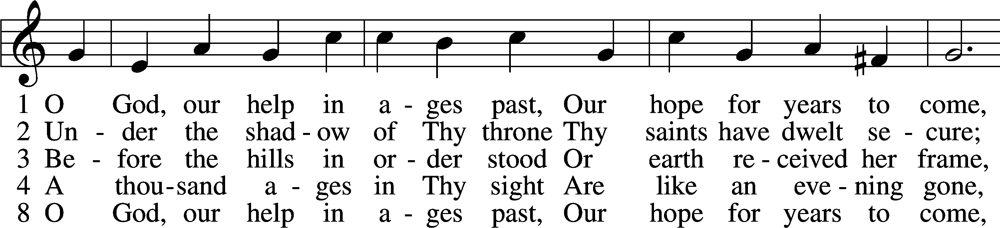 1 O God, our help in a - ges past, Our hope for years to come,
2 Un - der the shad - ow of Thy throne Thy saints have dwelt se - cure;
3 Be - fore the hills in or - der stood Or earth re - ceived her frame,
4 A thou - sand a - ges in Thy sight Are like an eve - ning gone,
8 O God, our help in a - ges past, Our hope for years to come,